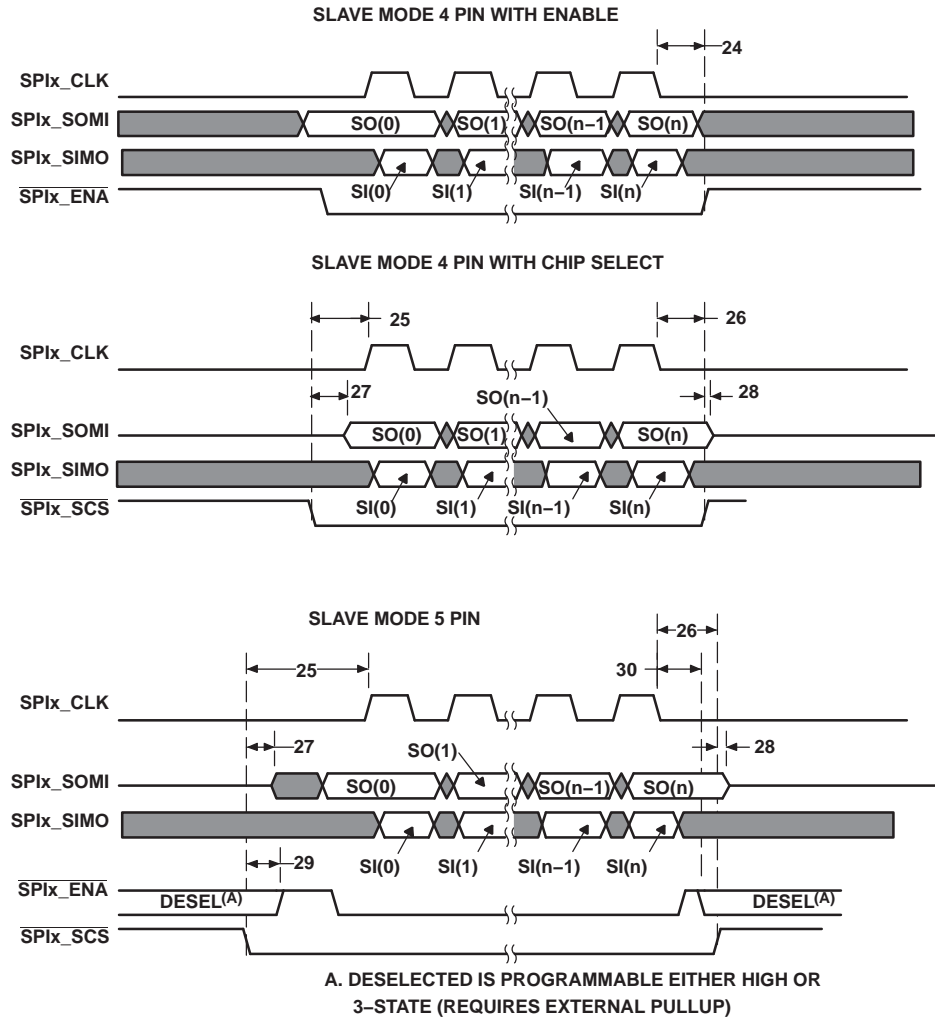 SLAVE MODE 4 PIN WITH ENABLE
24
SPIx_CLK
SPIx_SOMI
SO(0)
SO(1)
SO(n−1
SO(n)
SPIx_SIMO
SI(0)
SI(1)
SI(n−1)
SI(n)
SPIx_ENA
SLAVE MODE 4 PIN WITH CHIP SELECT
25
26
SPIx_CLK
27
SO(n−1)
28
SPIx_SOMI
SO(0)
SO(1)
SO(n)
SPIx_SIMO
SI(0)
SI(1)
SI(n−1)
SI(n)
SPIx_SCS
SLAVE MODE 5 PIN
26
25
30
SPIx_CLK
27
SO(1)
28
SPIx_SOMI
SO(0)
SO(n−1)
SO(n)
SPIx_SIMO
SI(0)
SI(1)
SI(n−1)
SI(n)
29
SPIx_ENA
DESEL(A)
DESEL(A)
SPIx_SCS
A. DESELECTED IS PROGRAMMABLE EITHER HIGH OR
3−STATE (REQUIRES EXTERNAL PULLUP)